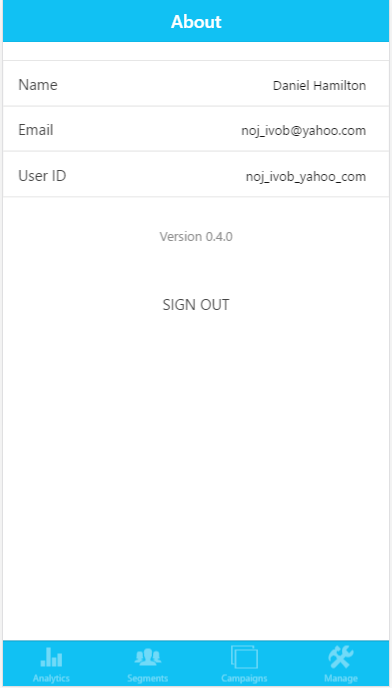 About
Name Daniel Hamilton
Email noj_ivob@yahoo.com
User ID noj_ivob_yahoo_com
Version 0.4.0
SIGN OUT
Analytics Segments Campaigns Manage